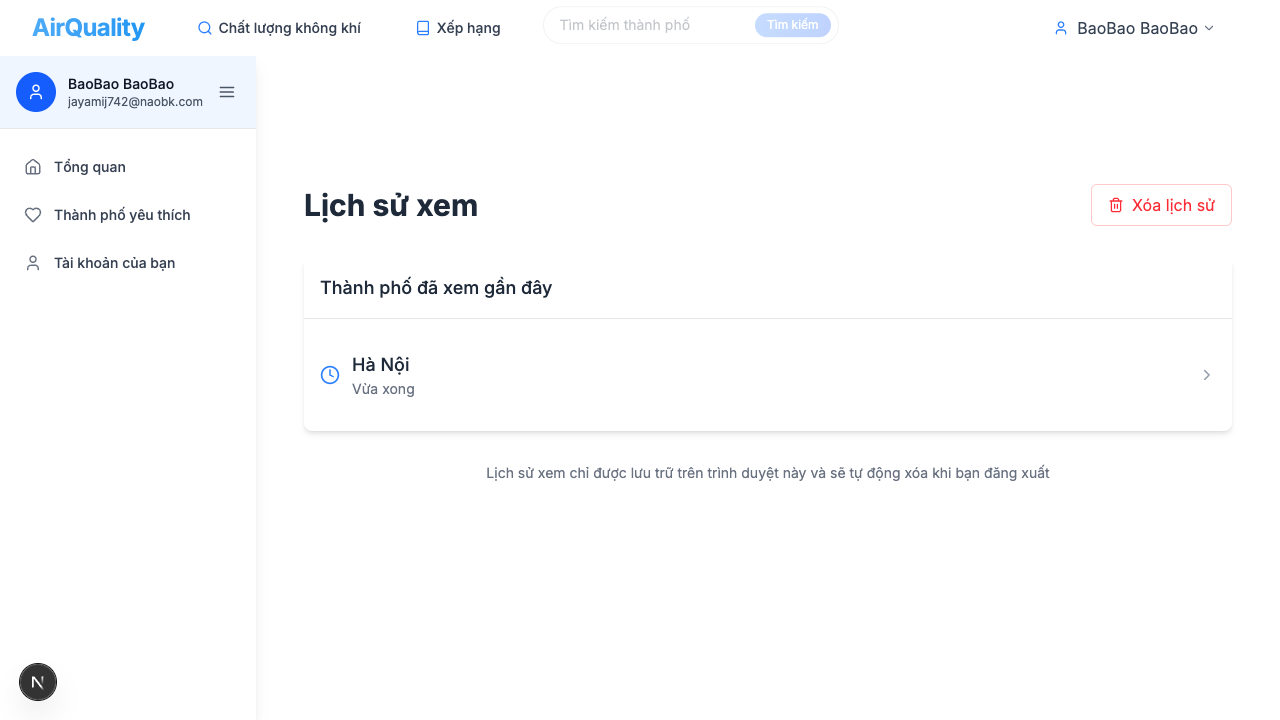 AirQuality
Chất lượng không khí
Xếp hạng
Tìm kiếm thành phố
Tìm kiếm
BaoBao BaoBao
BaoBao BaoBao
jayamij742@naobk.com
Tổng quan
Thành phố yêu thích
Tài khoản của bạn
Lịch sử xem
Xóa lịch sử
Thành phố đã xem gần đây
Hà Nội
Vừa xong
Lịch sử xem chỉ được lưu trữ trên trình duyệt này và sẽ tự động xóa khi bạn đăng xuất
N